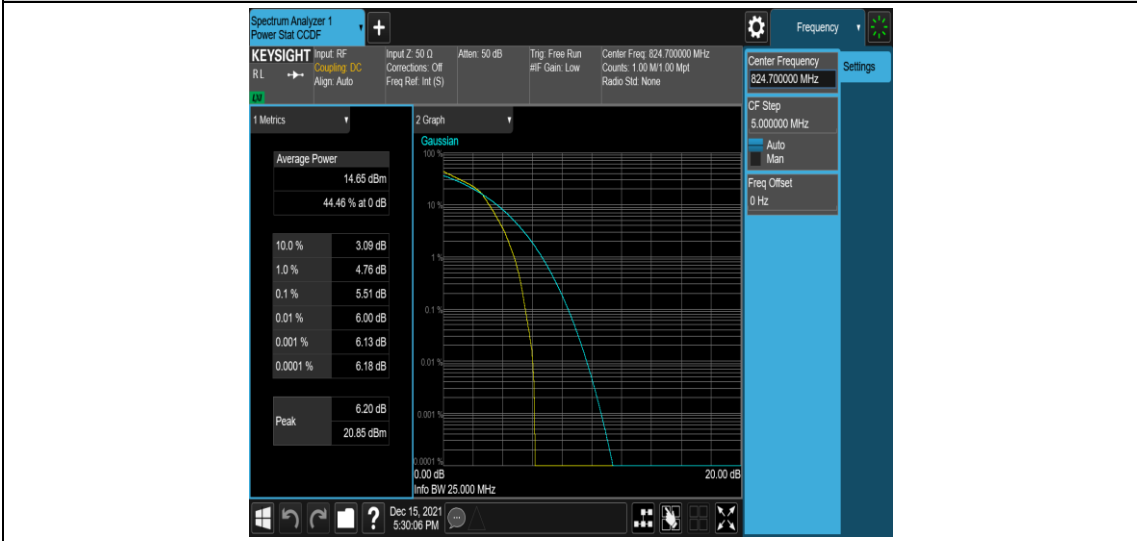 Spectrum Analyzer 1
Power Stat CCDF
+
Frequency
KEYSIGHT
RL
LXI
Input: RF
Coupling: DC
Align: Auto
Input Z: 50 Ω
Corrections: Off
Freq Ref: Int (S)
Atten: 50 dB
Trig: Free Run
#IF Gain: Low
Center Freq: 824.700000 MHz
Counts: 1.00 M/1.00 Mpt
Radio Std: None
Center Frequency
824.700000 MHz
Settings
CF Step
5.000000 MHz
Auto
Man
Freq Offset
0 Hz
1 Metrics
Average Power
14.65 dBm
44.46 % at 0 dB
10.0 % 3.09 dB
1.0 % 4.76 dB
0.1 % 5.51 dB
0.01 % 6.00 dB
0.001 % 6.13 dB
0.0001 % 6.18 dB
Peak
6.20 dB
20.85 dBm
2 Graph
Gaussian
100 %
10 %
1 %
0.1 %
0.01 %
0.001 %
0.0001 %
0.00 dB 20.00 dB
Info BW 25.000 MHz
?
Dec 15, 2021
5:30:06 PM